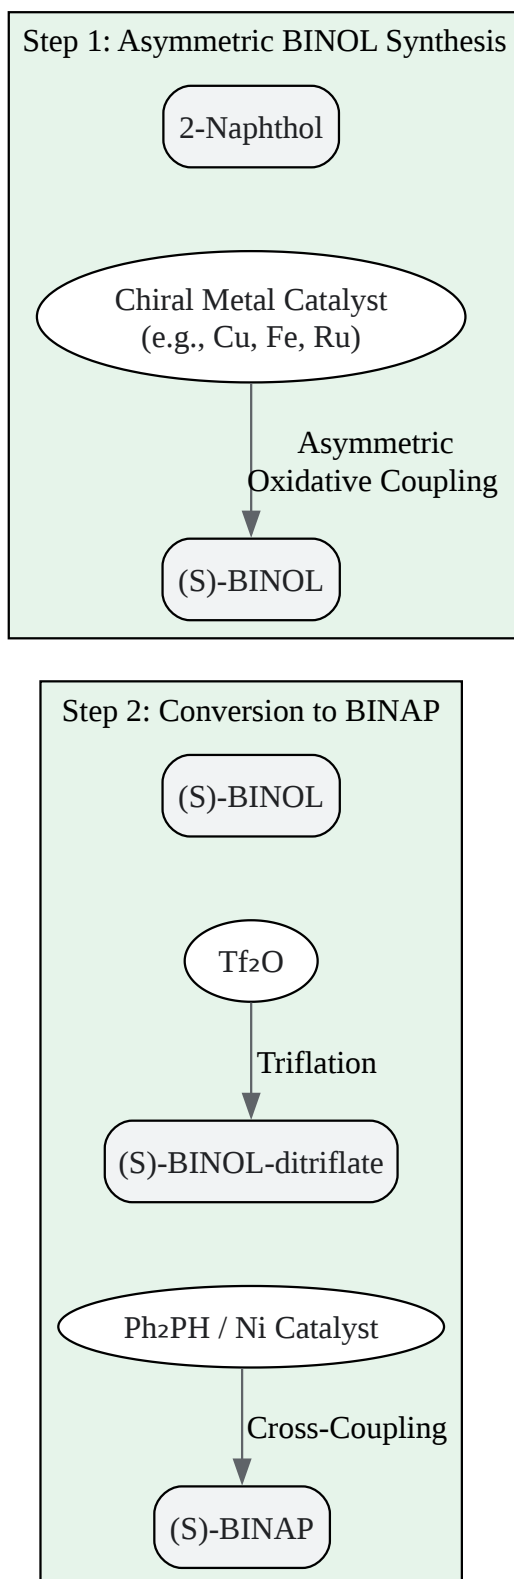 Step 1: Asymmetric BINOL Synthesis
2-Naphthol
Chiral Metal Catalyst
(e.g., Cu, Fe, Ru)
Asymmetric
Oxidative Coupling
(S)-BINOL
Step 2: Conversion to BINAP
(S)-BINOL
Tf₂O
Triflation
(S)-BINOL-ditriflate
Ph₂PH / Ni Catalyst
Cross-Coupling
(S)-BINAP